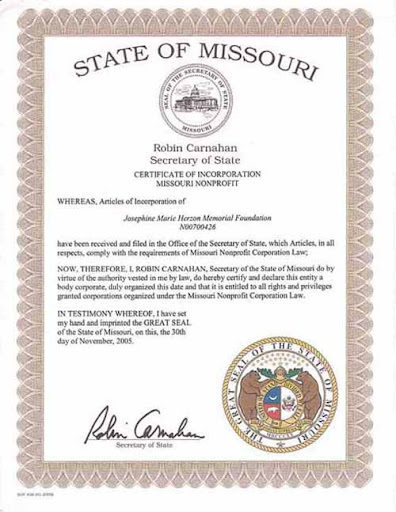 STATE OF MISSOURI
SEAL OF THE SECRETARY OF STATE
MISSOURI
Robin Carnahan
Secretary of State
CERTIFICATE OF INCORPORATION
MISSOURI NONPROFIT
WHEREAS, Articles of Incorporation of
Josephine Marie Herzon Memorial Foundation
N00700426
have been received and filed in the Office of the Secretary of State, which Articles, in all
respects, comply with the requirements of Missouri Nonprofit Corporation Law;
NOW, THEREFORE, I, ROBIN CARNAHAN, Secretary of the State of Missouri do by
virtue of the authority vested in me by law, do hereby certify and declare this entity a
body corporate, duly organized this date and that it is entitled to all rights and privileges
granted corporations organized under the Missouri Nonprofit Corporation Law.
IN TESTIMONY WHEREOF, I have set
my hand and imprinted the GREAT SEAL
of the State of Missouri, on this, the 30th
day of November, 2005.
THE GREAT SEAL OF THE STATE OF MISSOURI
Robin Carnahan
Secretary of State